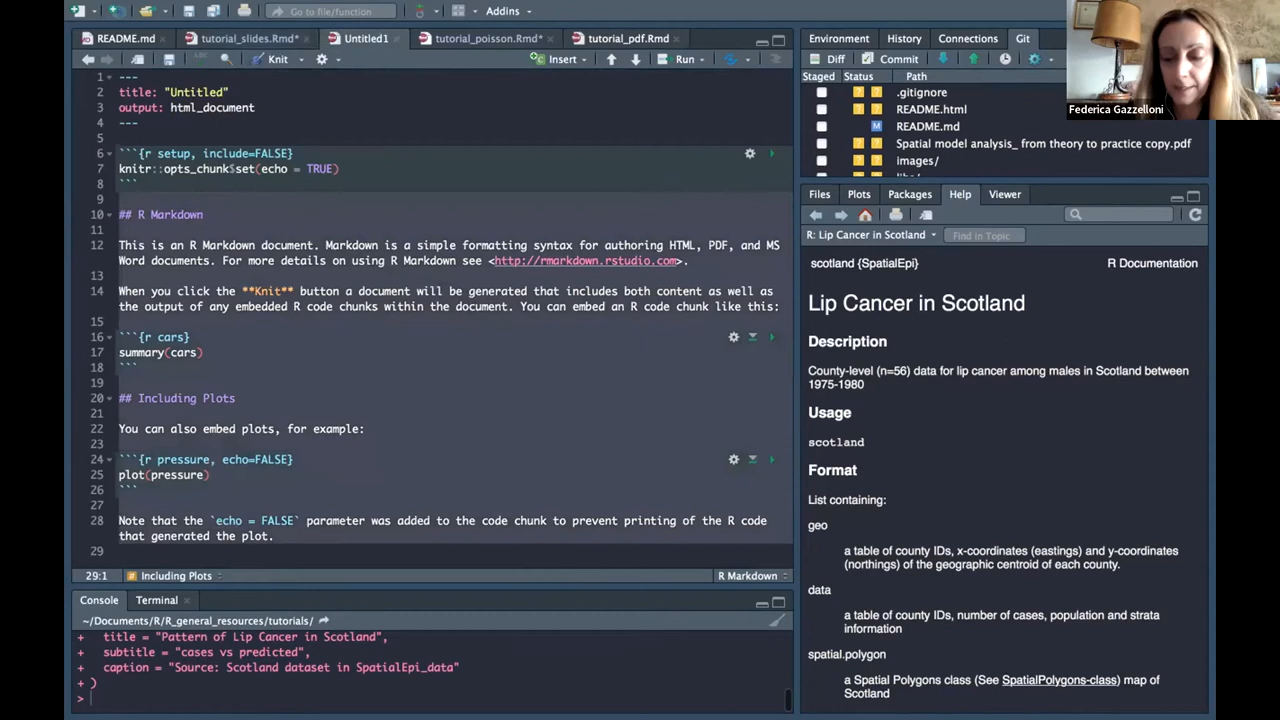 Go to file/function
Addins
README.md
tutorial_slides.Rmd*
Untitled1
tutorial_poisson.Rmd*
tutorial_pdf.Rmd
Knit
Insert
Run
1 ---
2 title: "Untitled"
3 output: html_document
4 ---
5
6 ```{r setup, include=FALSE}
7 knitr::opts_chunk$set(echo = TRUE)
8 ```
9
10 ## R Markdown
11
12 This is an R Markdown document. Markdown is a simple formatting syntax for authoring HTML, PDF, and MS
Word documents. For more details on using R Markdown see <http://rmarkdown.rstudio.com>.
13
14 When you click the **Knit** button a document will be generated that includes both content as well as
the output of any embedded R code chunks within the document. You can embed an R code chunk like this:
15
16 ```{r cars}
17 summary(cars)
18 ```
19
20 ## Including Plots
21
22 You can also embed plots, for example:
23
24 ```{r pressure, echo=FALSE}
25 plot(pressure)
26 ```
27
28 Note that the `echo = FALSE` parameter was added to the code chunk to prevent printing of the R code
that generated the plot.
29
29:1 # Including Plots R Markdown
Console Terminal
~/Documents/R/R_general_resources/tutorials/
+ title = "Pattern of Lip Cancer in Scotland",
+ subtitle = "cases vs predicted",
+ caption = "Source: Scotland dataset in SpatialEpi_data"
+ )
>
Environment History Connections Git
Diff Commit
Staged Status Path
? ? .gitignore
? ? README.html
M README.md
? ? Spatial model analysis_ from theory to practice copy.pdf
? ? images/
Federica Gazzelloni
Files Plots Packages Help Viewer
R: Lip Cancer in Scotland Find in Topic
scotland {SpatialEpi} R Documentation
Lip Cancer in Scotland
Description
County-level (n=56) data for lip cancer among males in Scotland between
1975-1980
Usage
scotland
Format
List containing:
geo
a table of county IDs, x-coordinates (eastings) and y-coordinates
(northings) of the geographic centroid of each county.
data
a table of county IDs, number of cases, population and strata
information
spatial.polygon
a Spatial Polygons class (See SpatialPolygons-class) map of
Scotland